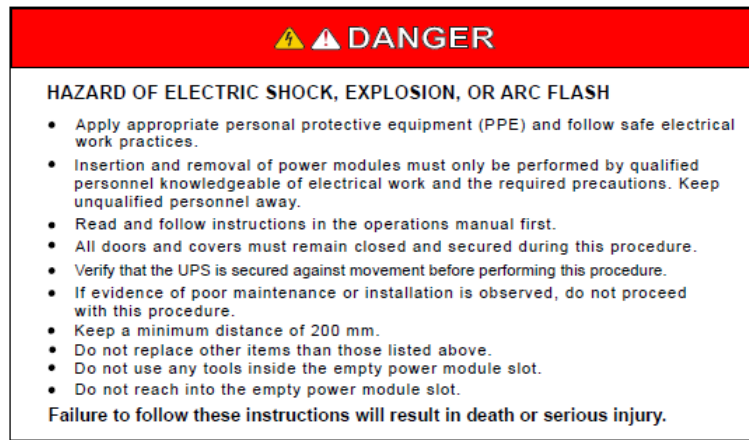 DANGER
HAZARD OF ELECTRIC SHOCK, EXPLOSION, OR ARC FLASH
• Apply appropriate personal protective equipment (PPE) and follow safe electrical
work practices.
• Insertion and removal of power modules must only be performed by qualified
personnel knowledgeable of electrical work and the required precautions. Keep
unqualified personnel away.
• Read and follow instructions in the operations manual first.
• All doors and covers must remain closed and secured during this procedure.
• Verify that the UPS is secured against movement before performing this procedure.
• If evidence of poor maintenance or installation is observed, do not proceed
with this procedure.
• Keep a minimum distance of 200 mm.
• Do not replace other items than those listed above.
• Do not use any tools inside the empty power module slot.
• Do not reach into the empty power module slot.
Failure to follow these instructions will result in death or serious injury.